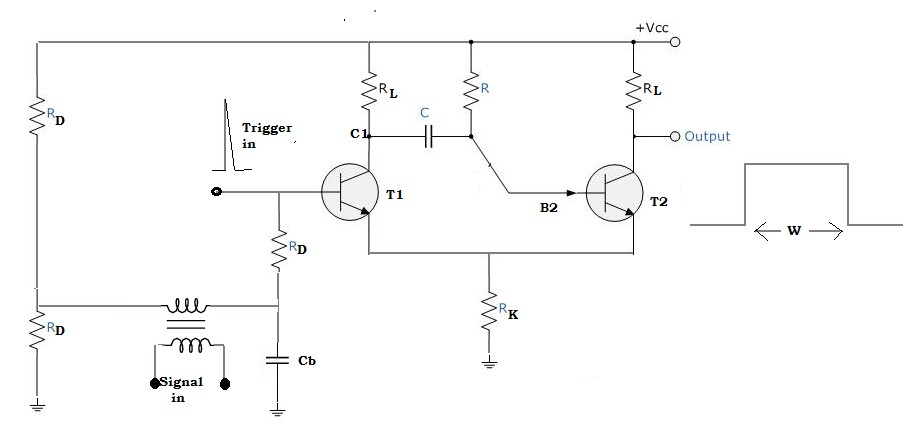 +Vcc
RL
R
RL
RD
C
Trigger
in
C1
Output
T1
B2
T2
W
RD
RK
RD
Cb
Signal
in